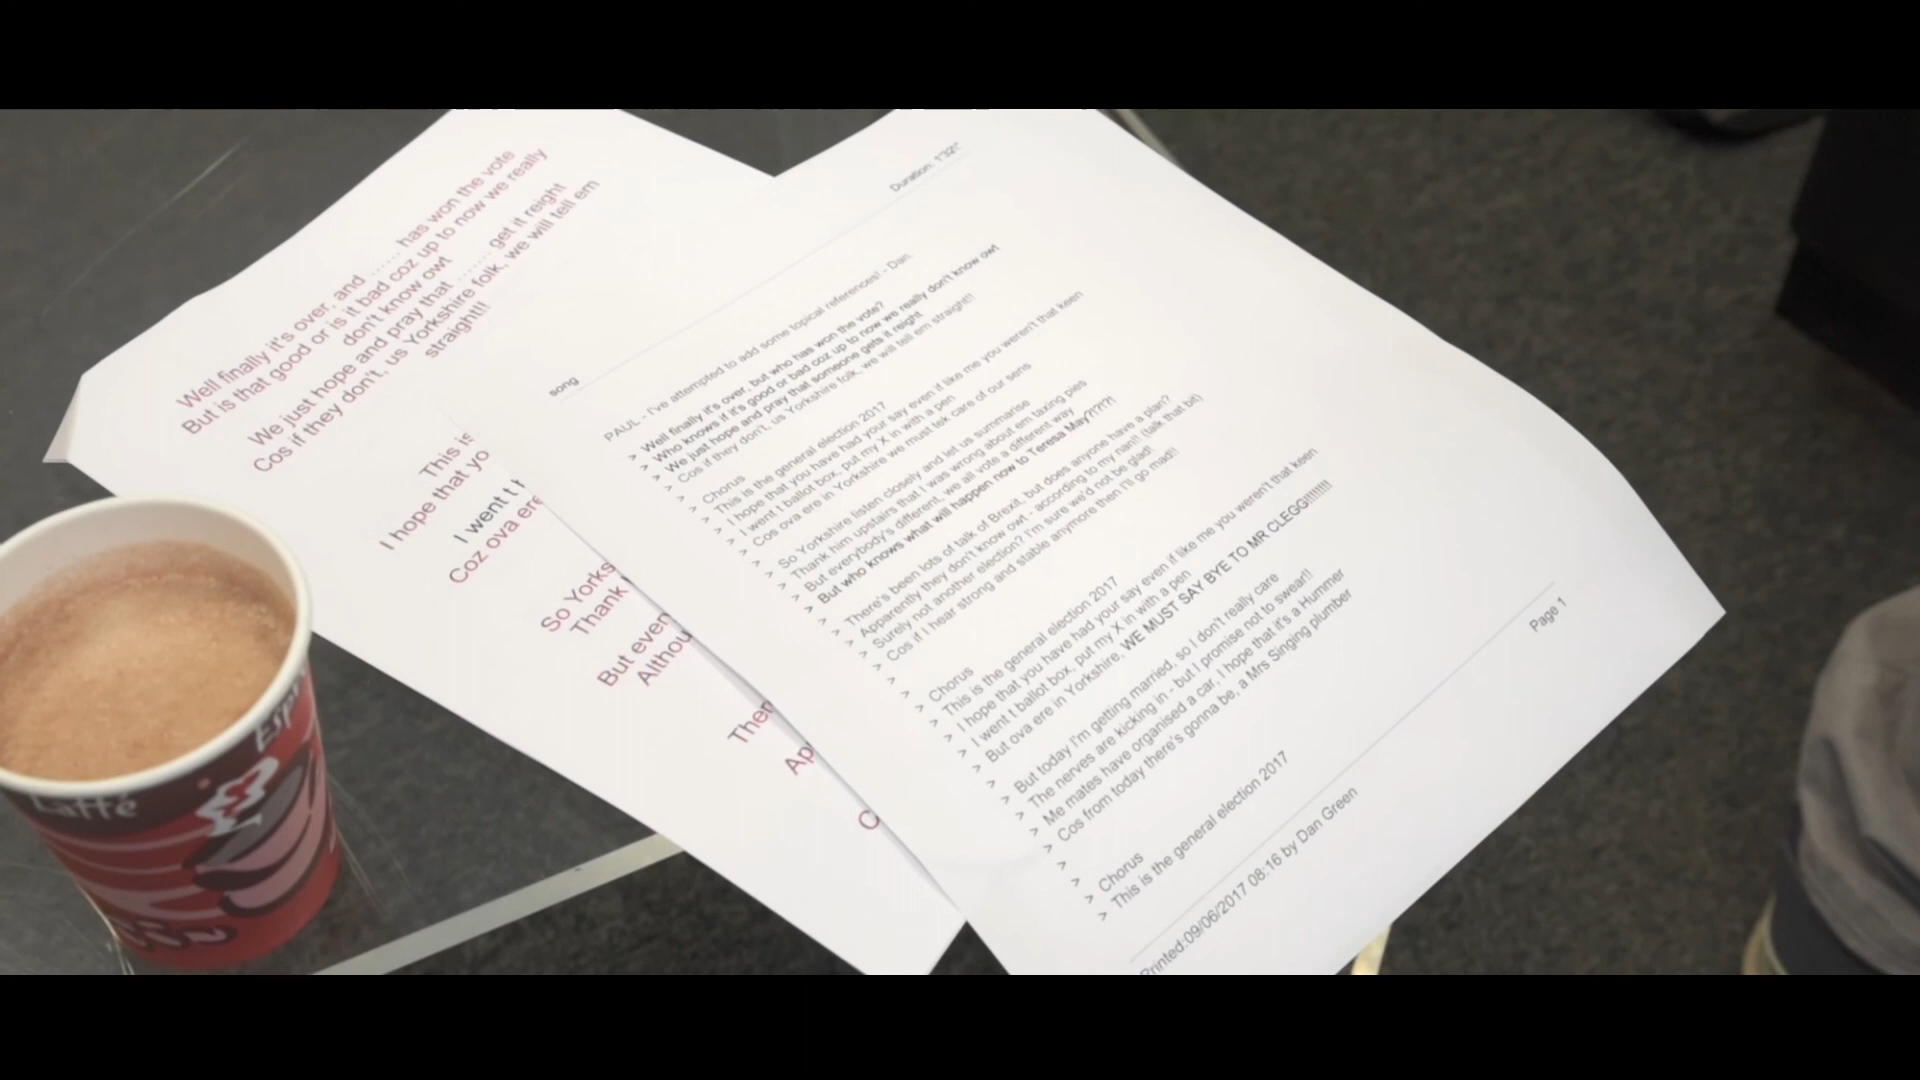 Well finally it's over, and ...... has won the vote
But is that good or is it bad coz up to now we really
don't know owt
We just hope and pray that ....... get it reight
Cos if they don't, us Yorkshire folk, we will tell em
straight!!
This is
I hope that yo
I went t
Coz ova ere
So Yorks
Thank
But even
Althou
Ther
Ap
C
song
Duration: 1'32"
PAUL - I've attempted to add some topical references! - Dan.
> Well finally it's over, but who has won the vote?
> Who knows if it's good or bad coz up to now we really don't know owt
> We just hope and pray that someone gets it reight
> Cos if they don't, us Yorkshire folk, we will tell em straight!!
>
> Chorus
> This is the general election 2017
> I hope that you have had your say even if like me you weren't that keen
> I went t ballot box, put my X in with a pen
> Cos ova ere in Yorkshire we must tek care of our sens
>
> So Yorkshire listen closely and let us summarise
> Thank him upstairs that I was wrong about em taxing pies
> But everybody's different, we all vote a different way
> But who knows what will happen now to Teresa May?!?!?!
>
> There's been lots of talk of Brexit, but does anyone have a plan?
> Apparently they don't know owt - according to my nan!! (talk that bit)
> Surely not another election? I'm sure we'd not be glad!
> Cos if I hear strong and stable anymore then I'll go mad!!
>
> Chorus
> This is the general election 2017
> I hope that you have had your say even if like me you weren't that keen
> I went t ballot box, put my X in with a pen
> But ova ere in Yorkshire, WE MUST SAY BYE TO MR CLEGG!!!!!!!!!
>
> But today I'm getting married, so I don't really care
> The nerves are kicking in - but I promise not to swear!!
> Me mates have organised a car, I hope that it's a Hummer
> Cos from today there's gonna be, a Mrs Singing plumber
>
>
> Chorus
> This is the general election 2017
Printed:09/06/2017 08:16 by Dan Green
Page 1
Espr
Caffé